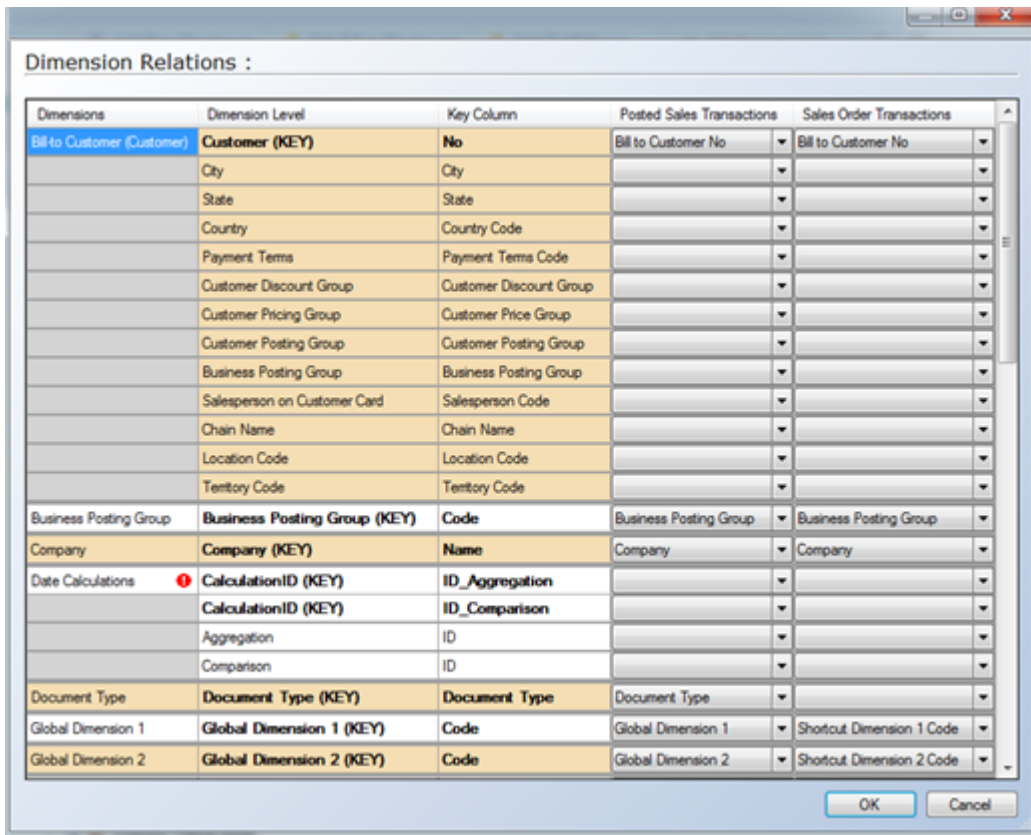 Dimension Relations :
Dimensions Dimension Level Key Column Posted Sales Transactions Sales Order Transactions
Bill-to Customer (Customer) Customer (KEY) No Bill to Customer No Bill to Customer No
City City
State State
Country Country Code
Payment Terms Payment Terms Code
Customer Discount Group Customer Discount Group
Customer Pricing Group Customer Price Group
Customer Posting Group Customer Posting Group
Business Posting Group Business Posting Group
Salesperson on Customer Card Salesperson Code
Chain Name Chain Name
Location Code Location Code
Territory Code Territory Code
Business Posting Group Business Posting Group (KEY) Code Business Posting Group Business Posting Group
Company Company (KEY) Name Company Company
Date Calculations CalculationID (KEY) ID_Aggregation
CalculationID (KEY) ID_Comparison
Aggregation ID
Comparison ID
Document Type Document Type (KEY) Document Type Document Type
Global Dimension 1 Global Dimension 1 (KEY) Code Global Dimension 1 Shortcut Dimension 1 Code
Global Dimension 2 Global Dimension 2 (KEY) Code Global Dimension 2 Shortcut Dimension 2 Code
OK Cancel